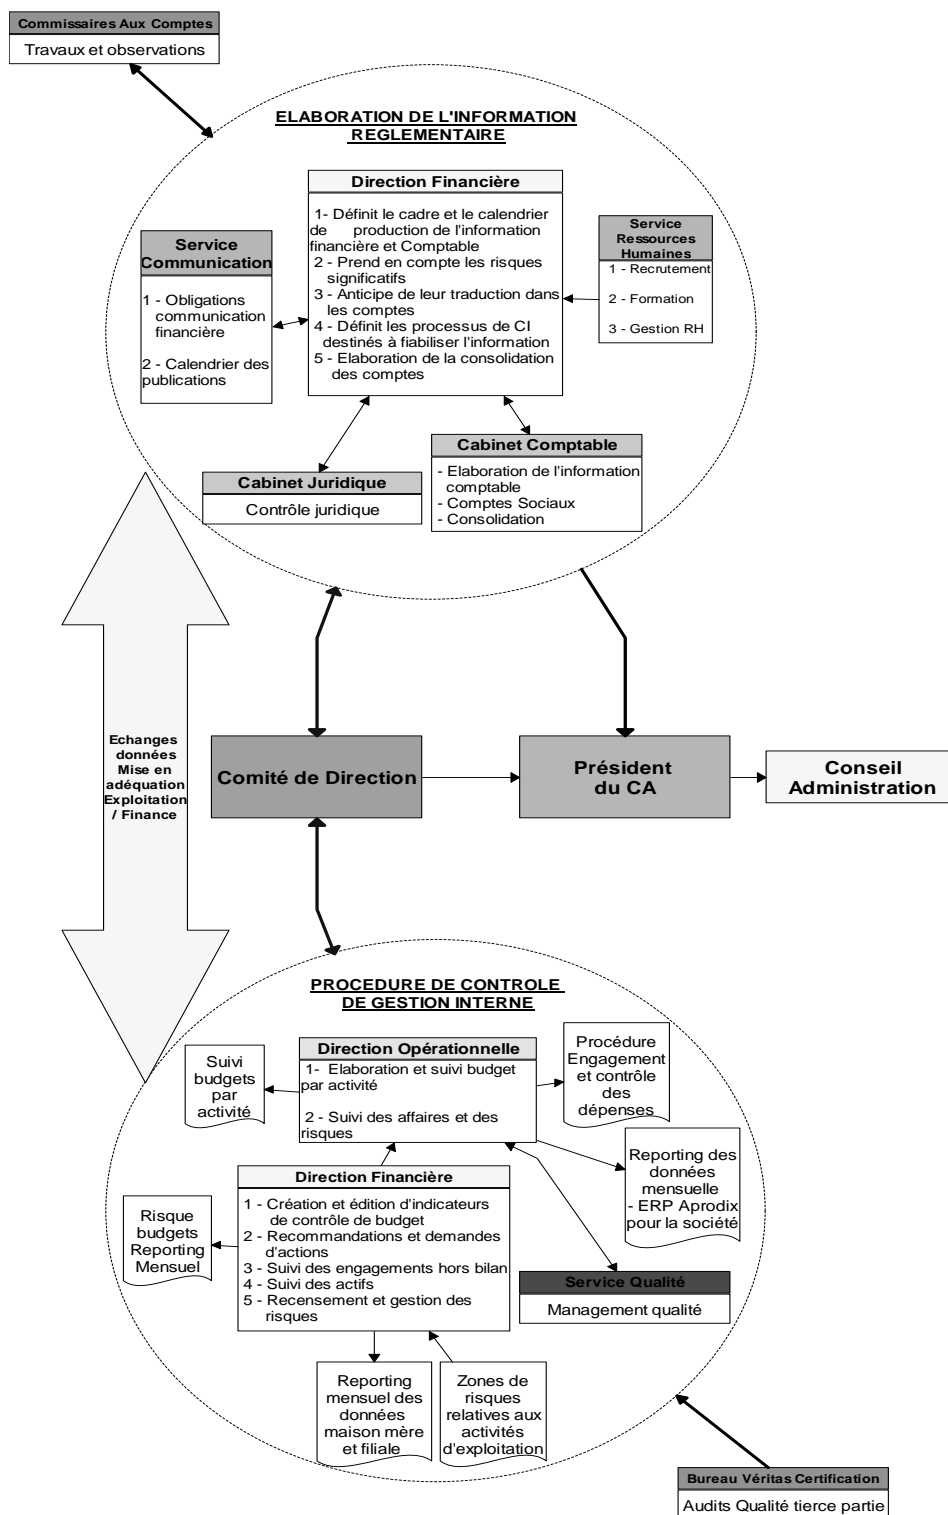 Commissaires Aux Comptes
Travaux et observations
ELABORATION DE L'INFORMATION
REGLEMENTAIRE
Direction Financière
1- Définit le cadre et le calendrier
de production de l'information
financière et Comptable
2 - Prend en compte les risques
significatifs
3 - Anticipe de leur traduction dans
les comptes
4 - Définit les processus de CI
destinés à fiabiliser l'information
5 - Elaboration de la consolidation
des comptes
Service
Communication
1 - Obligations
communication
financière
2 - Calendrier des
publications
Service
Ressources
Humaines
1 - Recrutement
2 - Formation
3 - Gestion RH
Cabinet Juridique
Contrôle juridique
Cabinet Comptable
- Elaboration de l'information
comptable
- Comptes Sociaux
- Consolidation
Echanges
données
Mise en
adéquation
Exploitation
/ Finance
Comité de Direction
Président
du CA
Conseil
Administration
PROCEDURE DE CONTROLE
DE GESTION INTERNE
Direction Opérationnelle
1- Elaboration et suivi budget
par activité
2 - Suivi des affaires et des
risques
Suivi
budgets
par
activité
Procédure
Engagement
et contrôle
des
dépenses
Reporting des
données
mensuelle
- ERP Aprodix
pour la société
Direction Financière
1 - Création et édition d'indicateurs
de contrôle de budget
2 - Recommandations et demandes
d'actions
3 - Suivi des engagements hors bilan
4 - Suivi des actifs
5 - Recensement et gestion des
risques
Risque
budgets
Reporting
Mensuel
Service Qualité
Management qualité
Reporting
mensuel des
données
maison mère
et filiale
Zones de
risques
relatives aux
activités
d'exploitation
Bureau Véritas Certification
Audits Qualité tierce partie